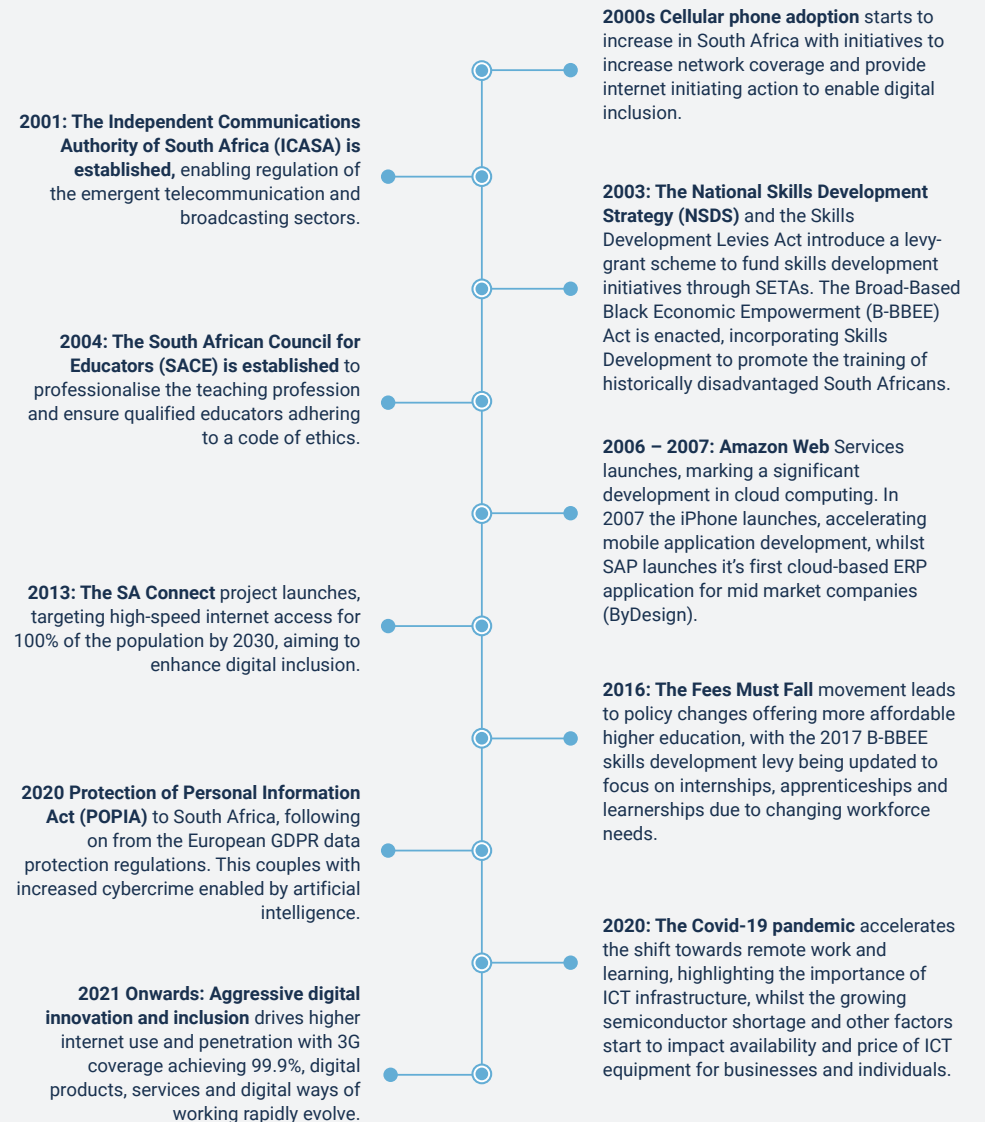 2000s Cellular phone adoption starts to
increase in South Africa with initiatives to
increase network coverage and provide
internet initiating action to enable digital
inclusion.
2001: The Independent Communications
Authority of South Africa (ICASA) is
established, enabling regulation of
the emergent telecommunication and
broadcasting sectors.
2003: The National Skills Development
Strategy (NSDS) and the Skills
Development Levies Act introduce a levy-
grant scheme to fund skills development
initiatives through SETAs. The Broad-Based
Black Economic Empowerment (B-BBEE)
Act is enacted, incorporating Skills
Development to promote the training of
historically disadvantaged South Africans.
2004: The South African Council for
Educators (SACE) is established to
professionalise the teaching profession
and ensure qualified educators adhering
to a code of ethics.
2006 – 2007: Amazon Web Services
launches, marking a significant
development in cloud computing. In
2007 the iPhone launches, accelerating
mobile application development, whilst
SAP launches it's first cloud-based ERP
application for mid market companies
(ByDesign).
2013: The SA Connect project launches,
targeting high-speed internet access for
100% of the population by 2030, aiming to
enhance digital inclusion.
2016: The Fees Must Fall movement leads
to policy changes offering more affordable
higher education, with the 2017 B-BBEE
skills development levy being updated to
focus on internships, apprenticeships and
learnerships due to changing workforce
needs.
2020 Protection of Personal Information
Act (POPIA) to South Africa, following
on from the European GDPR data
protection regulations. This couples with
increased cybercrime enabled by artificial
intelligence.
2020: The Covid-19 pandemic accelerates
the shift towards remote work and
learning, highlighting the importance of
ICT infrastructure, whilst the growing
semiconductor shortage and other factors
start to impact availability and price of ICT
equipment for businesses and individuals.
2021 Onwards: Aggressive digital
innovation and inclusion drives higher
internet use and penetration with 3G
coverage achieving 99.9%, digital
products, services and digital ways of
working rapidly evolve.